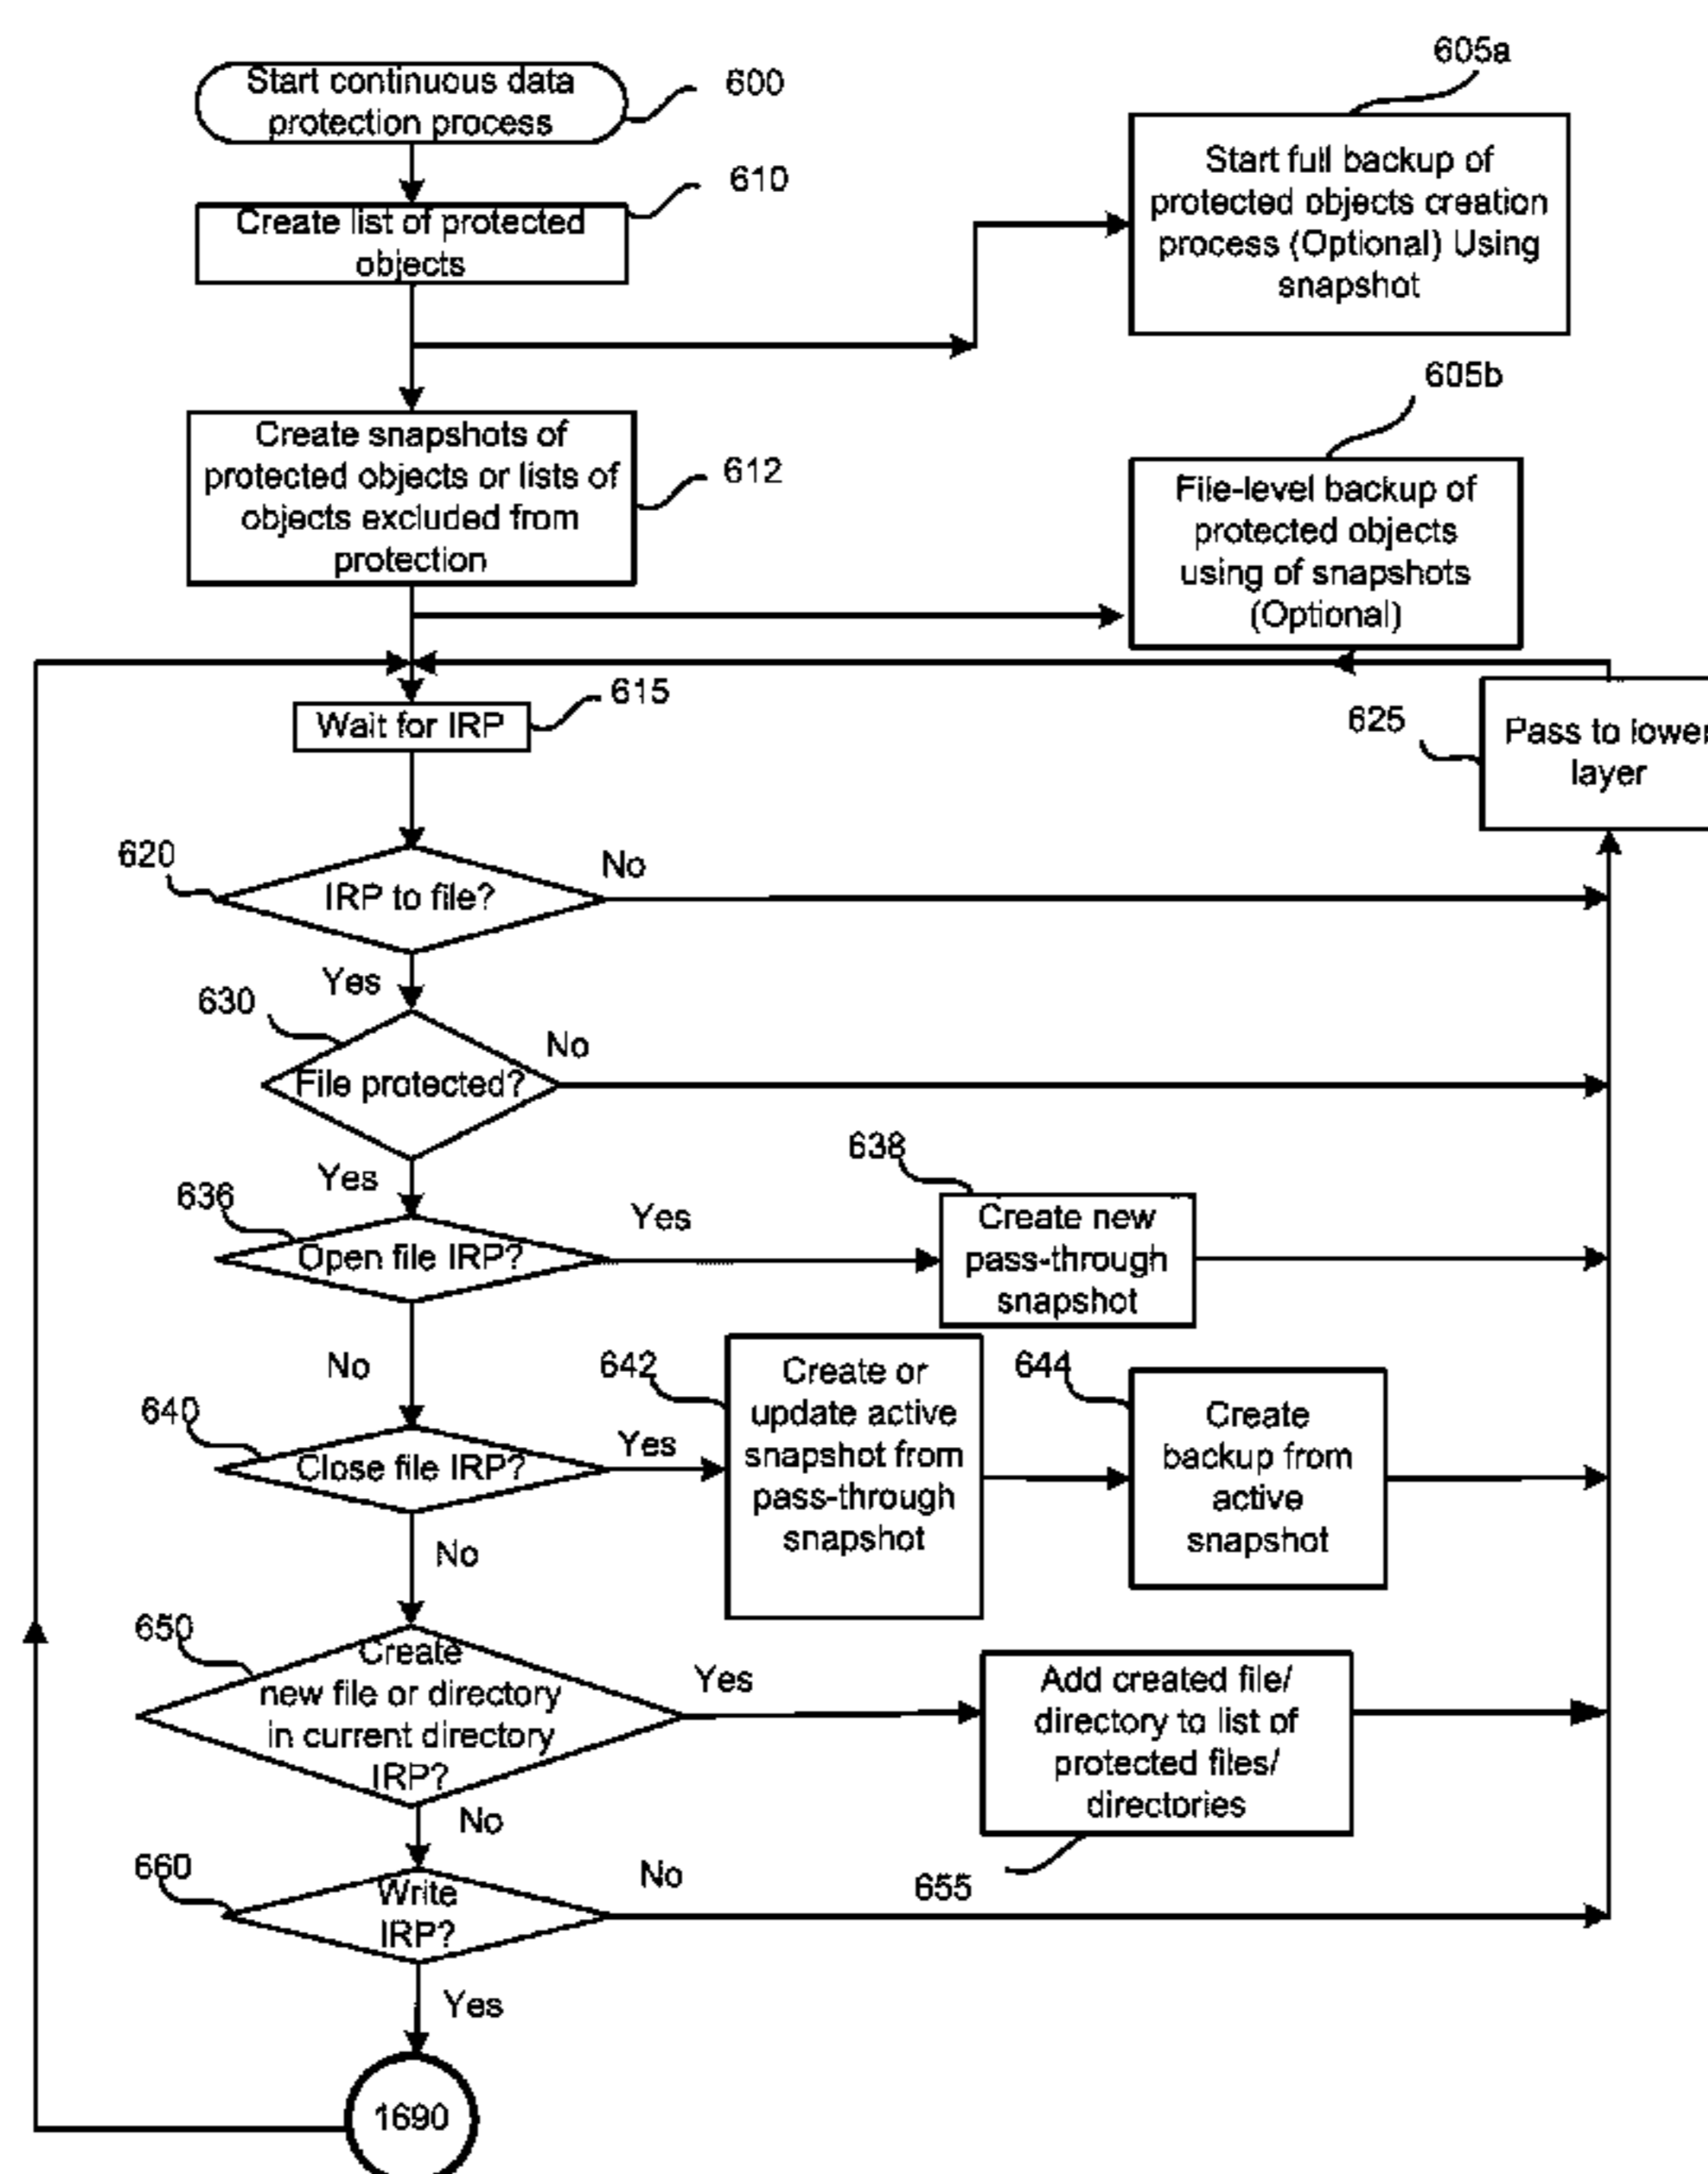 605a
Start continuous data
protection process
600
Start full backup of
protected objects creation
process (Optional) Using
snapshot
610
Create list of protected
objects
605b
Create snapshots of
protected objects or lists of
objects excluded from
protection
612
File-level backup of
protected objects
using of snapshots
(Optional)
615
Wait for IRP
625
Pass to lower
layer
620
IRP to file?
No
Yes
630
File protected?
No
Yes
636
Open file IRP?
Yes
638
Create new
pass-through
snapshot
No
640
Close file IRP?
Yes
642
Create or
update active
snapshot from
pass-through
snapshot
644
Create
backup from
active
snapshot
No
650
Create
new file or directory
in current directory
IRP?
Yes
Add created file/
directory to list of
protected files/
directories
655
No
660
Write
IRP?
No
Yes
1690